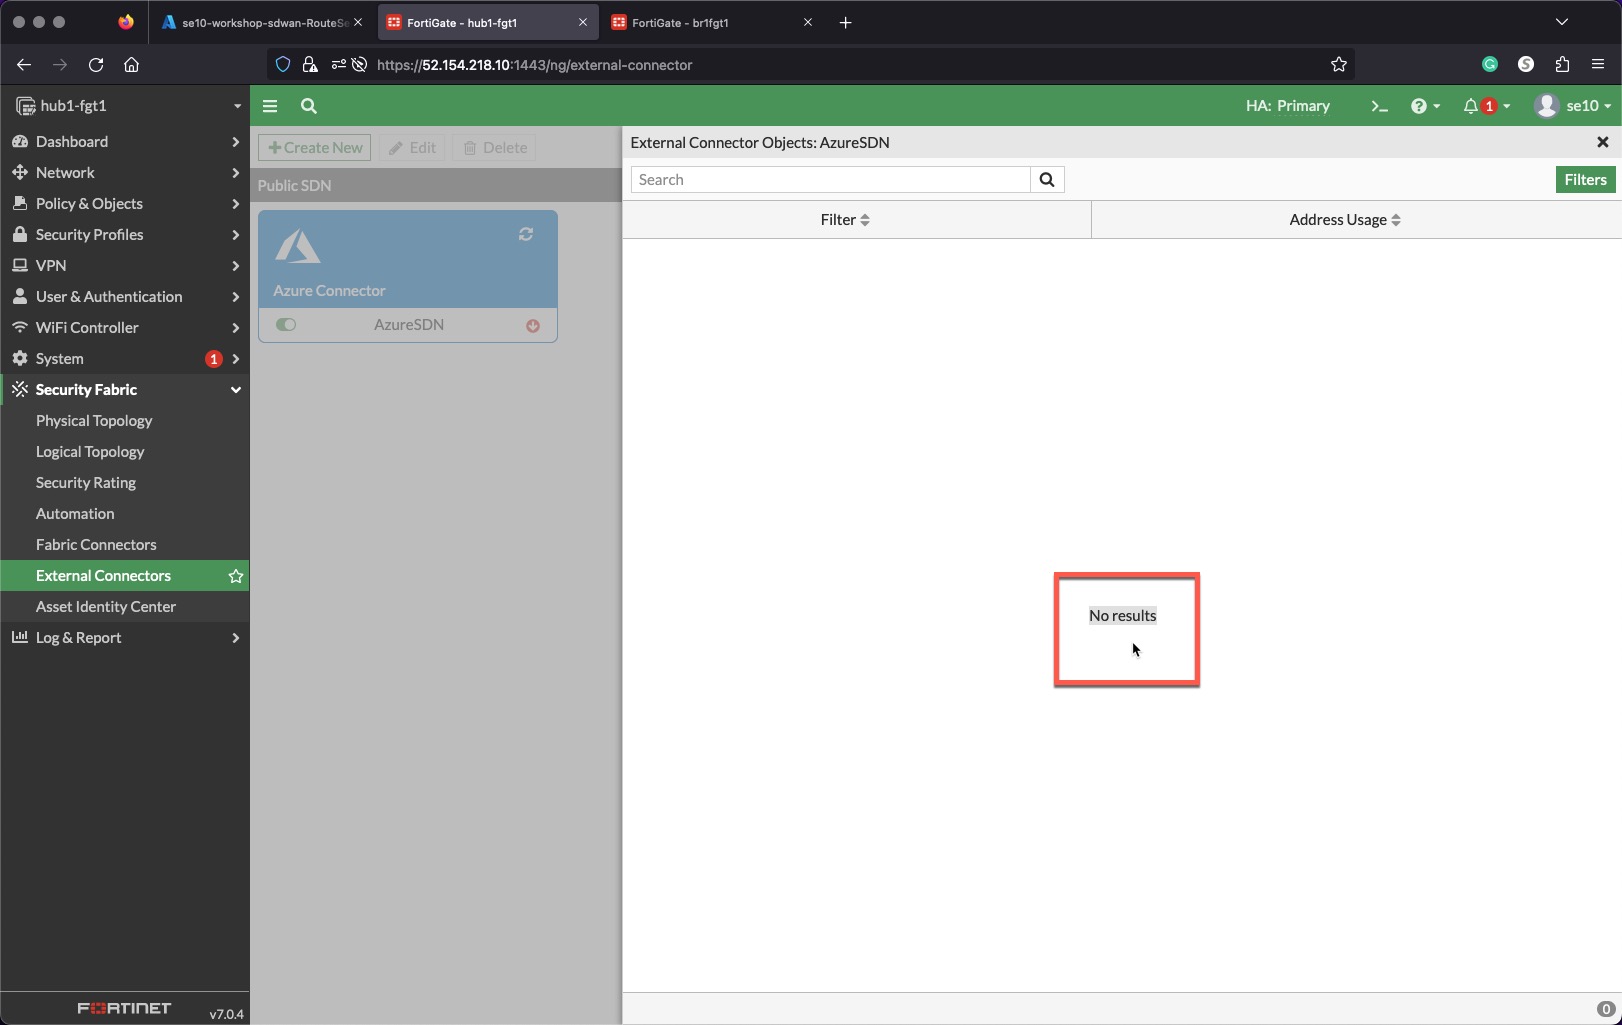 se10-workshop-sdwan-RouteSe
FortiGate - hub1-fgt1
FortiGate - br1fgt1
https://52.154.218.10:1443/ng/external-connector
hub1-fgt1
HA: Primary
1
se10
Dashboard
Network
Policy & Objects
Security Profiles
VPN
User & Authentication
WiFi Controller
System
1
Security Fabric
Physical Topology
Logical Topology
Security Rating
Automation
Fabric Connectors
External Connectors
Asset Identity Center
Log & Report
FORTINET
v7.0.4
Create New
Edit
Delete
Public SDN
Azure Connector
AzureSDN
External Connector Objects: AzureSDN
Search
Filters
Filter
Address Usage
No results
0